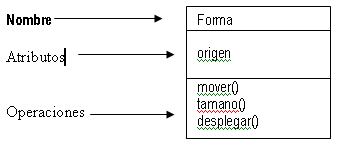 Nombre
Forma
Atributos
origen
mover()
tamano()
Operaciones
desplegar()